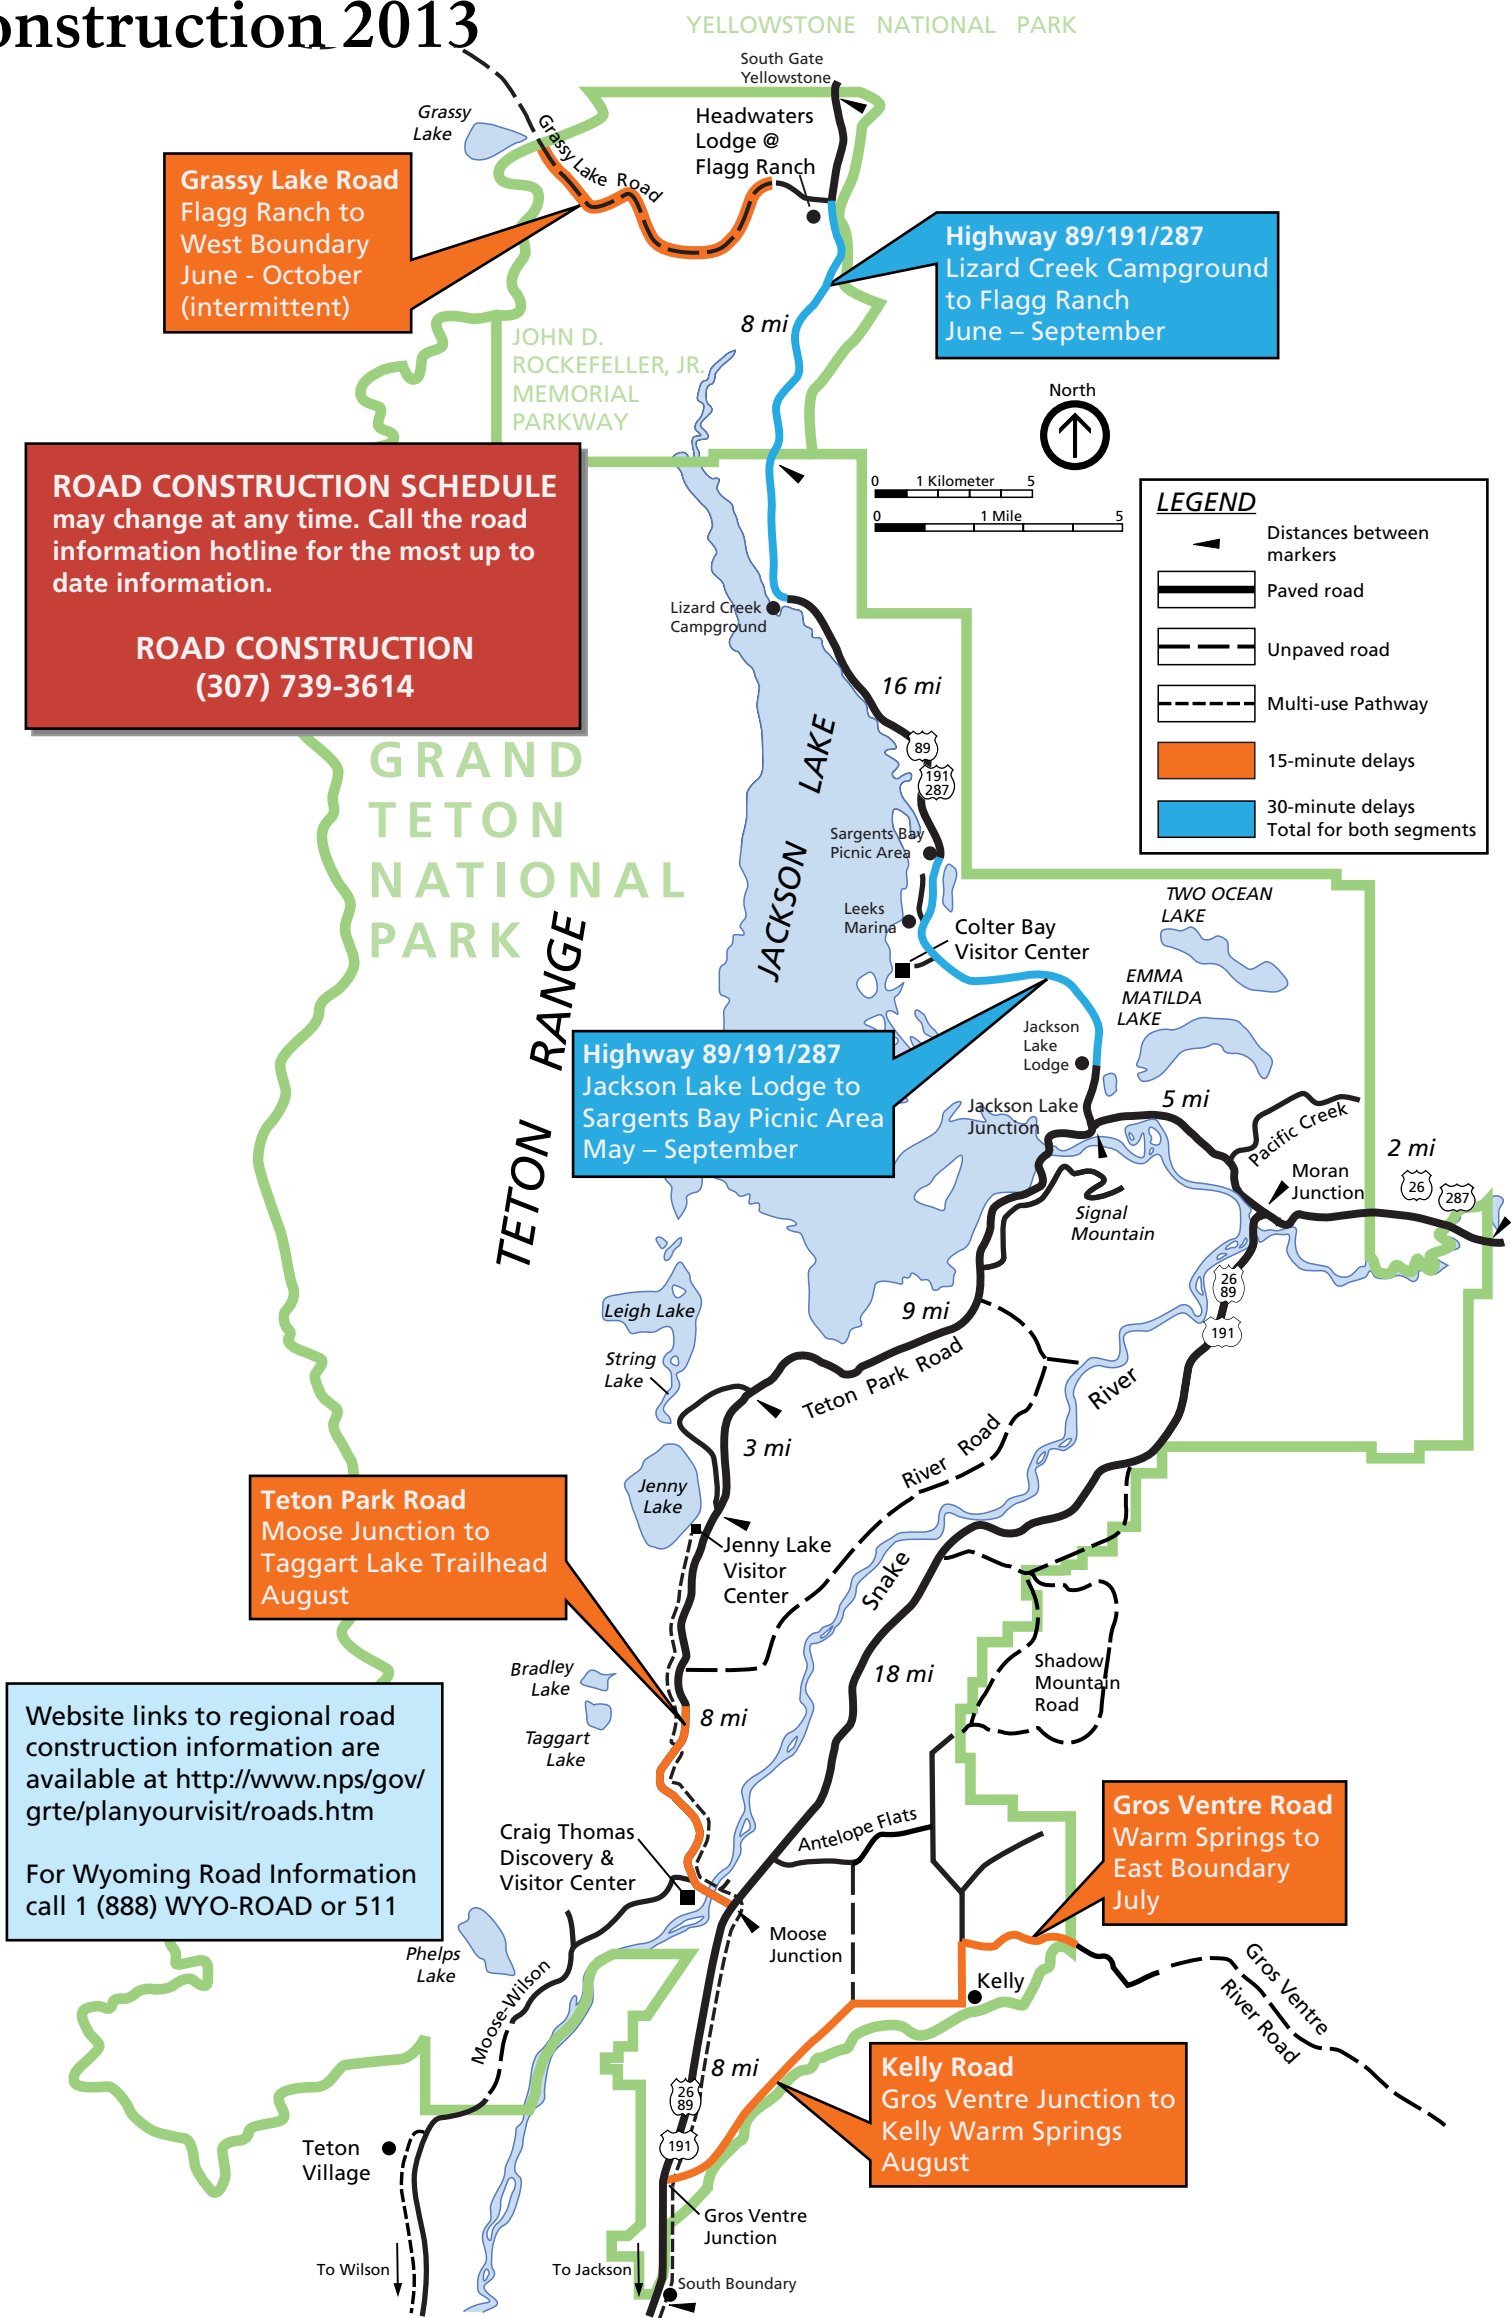 onstruction 2013
YELLOWSTONE NATIONAL PARK
South Gate
Yellowstone
Grassy
Lake
Grassy Lake Road
Headwaters
Lodge @
Flagg Ranch
Grassy Lake Road
Flagg Ranch to
West Boundary
June - October
(intermittent)
Highway 89/191/287
Lizard Creek Campground
to Flagg Ranch
June – September
8 mi
JOHN D.
ROCKEFELLER, JR.
MEMORIAL
PARKWAY
North
0 1 Kilometer 5
0 1 Mile 5
ROAD CONSTRUCTION SCHEDULE
may change at any time. Call the road
information hotline for the most up to
date information.
ROAD CONSTRUCTION
(307) 739-3614
LEGEND
Distances between
markers
Paved road
Unpaved road
Multi-use Pathway
15-minute delays
30-minute delays
Total for both segments
Lizard Creek
Campground
16 mi
89
191
287
GRAND
TETON
NATIONAL
PARK
JACKSON LAKE
TETON RANGE
Sargents Bay
Picnic Area
Leeks
Marina
Colter Bay
Visitor Center
TWO OCEAN
LAKE
EMMA
MATILDA
LAKE
Jackson
Lake
Lodge
Highway 89/191/287
Jackson Lake Lodge to
Sargents Bay Picnic Area
May – September
Jackson Lake
Junction
5 mi
Pacific Creek
2 mi
26
287
Moran
Junction
Signal
Mountain
26
89
191
Leigh Lake
String
Lake
9 mi
Teton Park Road
River Road
Snake River
3 mi
Jenny
Lake
Jenny Lake
Visitor
Center
Teton Park Road
Moose Junction to
Taggart Lake Trailhead
August
Bradley
Lake
Taggart
Lake
8 mi
18 mi
Shadow
Mountain
Road
Website links to regional road
construction information are
available at http://www.nps/gov/
grte/planyourvisit/roads.htm
For Wyoming Road Information
call 1 (888) WYO-ROAD or 511
Craig Thomas
Discovery &
Visitor Center
Antelope Flats
Gros Ventre Road
Warm Springs to
East Boundary
July
Moose
Junction
Phelps
Lake
Moose-Wilson
Kelly
Gros Ventre
River Road
8 mi
26
89
191
Kelly Road
Gros Ventre Junction to
Kelly Warm Springs
August
Teton
Village
Gros Ventre
Junction
To Wilson
To Jackson
South Boundary